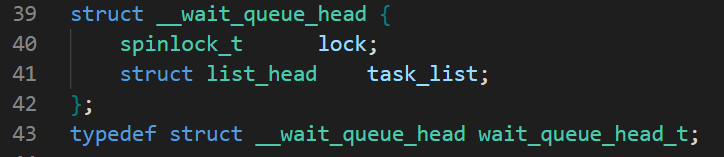 39 struct __wait_queue_head {
40     spinlock_t      lock;
41     struct list_head    task_list;
42 };
43 typedef struct __wait_queue_head wait_queue_head_t;